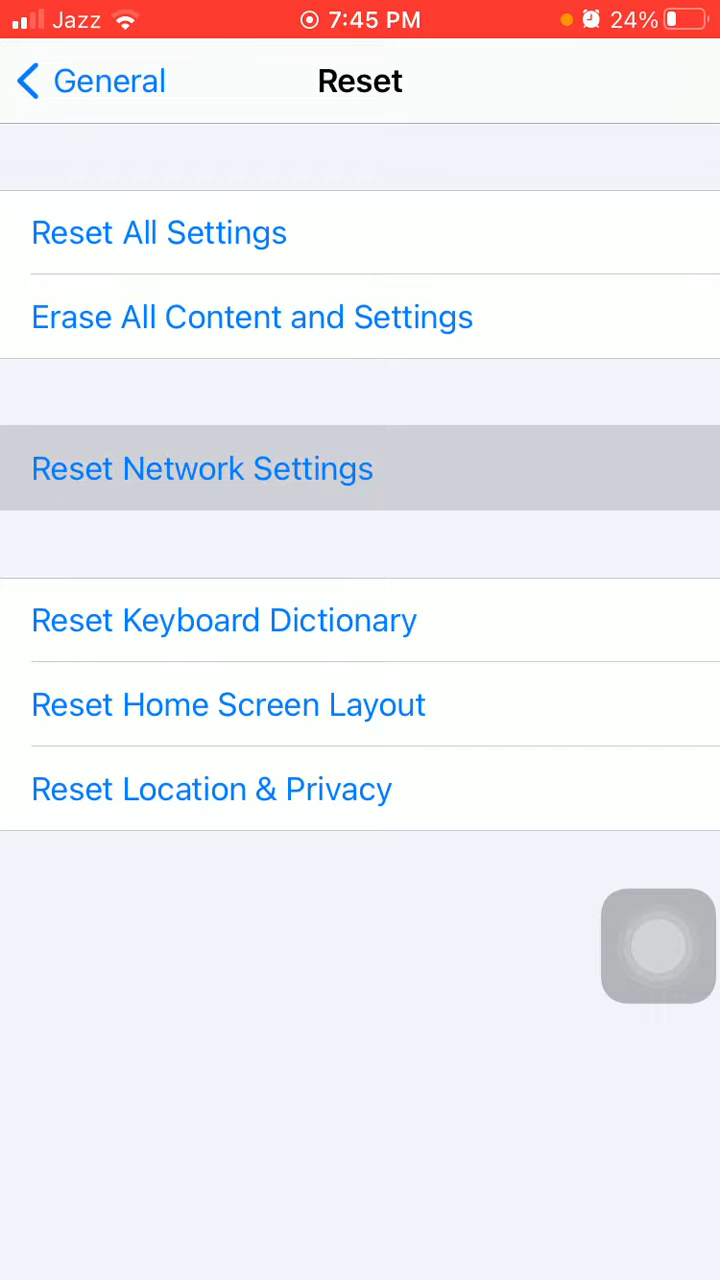 Jazz 7:45 PM 24%
General Reset
Reset All Settings
Erase All Content and Settings
Reset Network Settings
Reset Keyboard Dictionary
Reset Home Screen Layout
Reset Location & Privacy